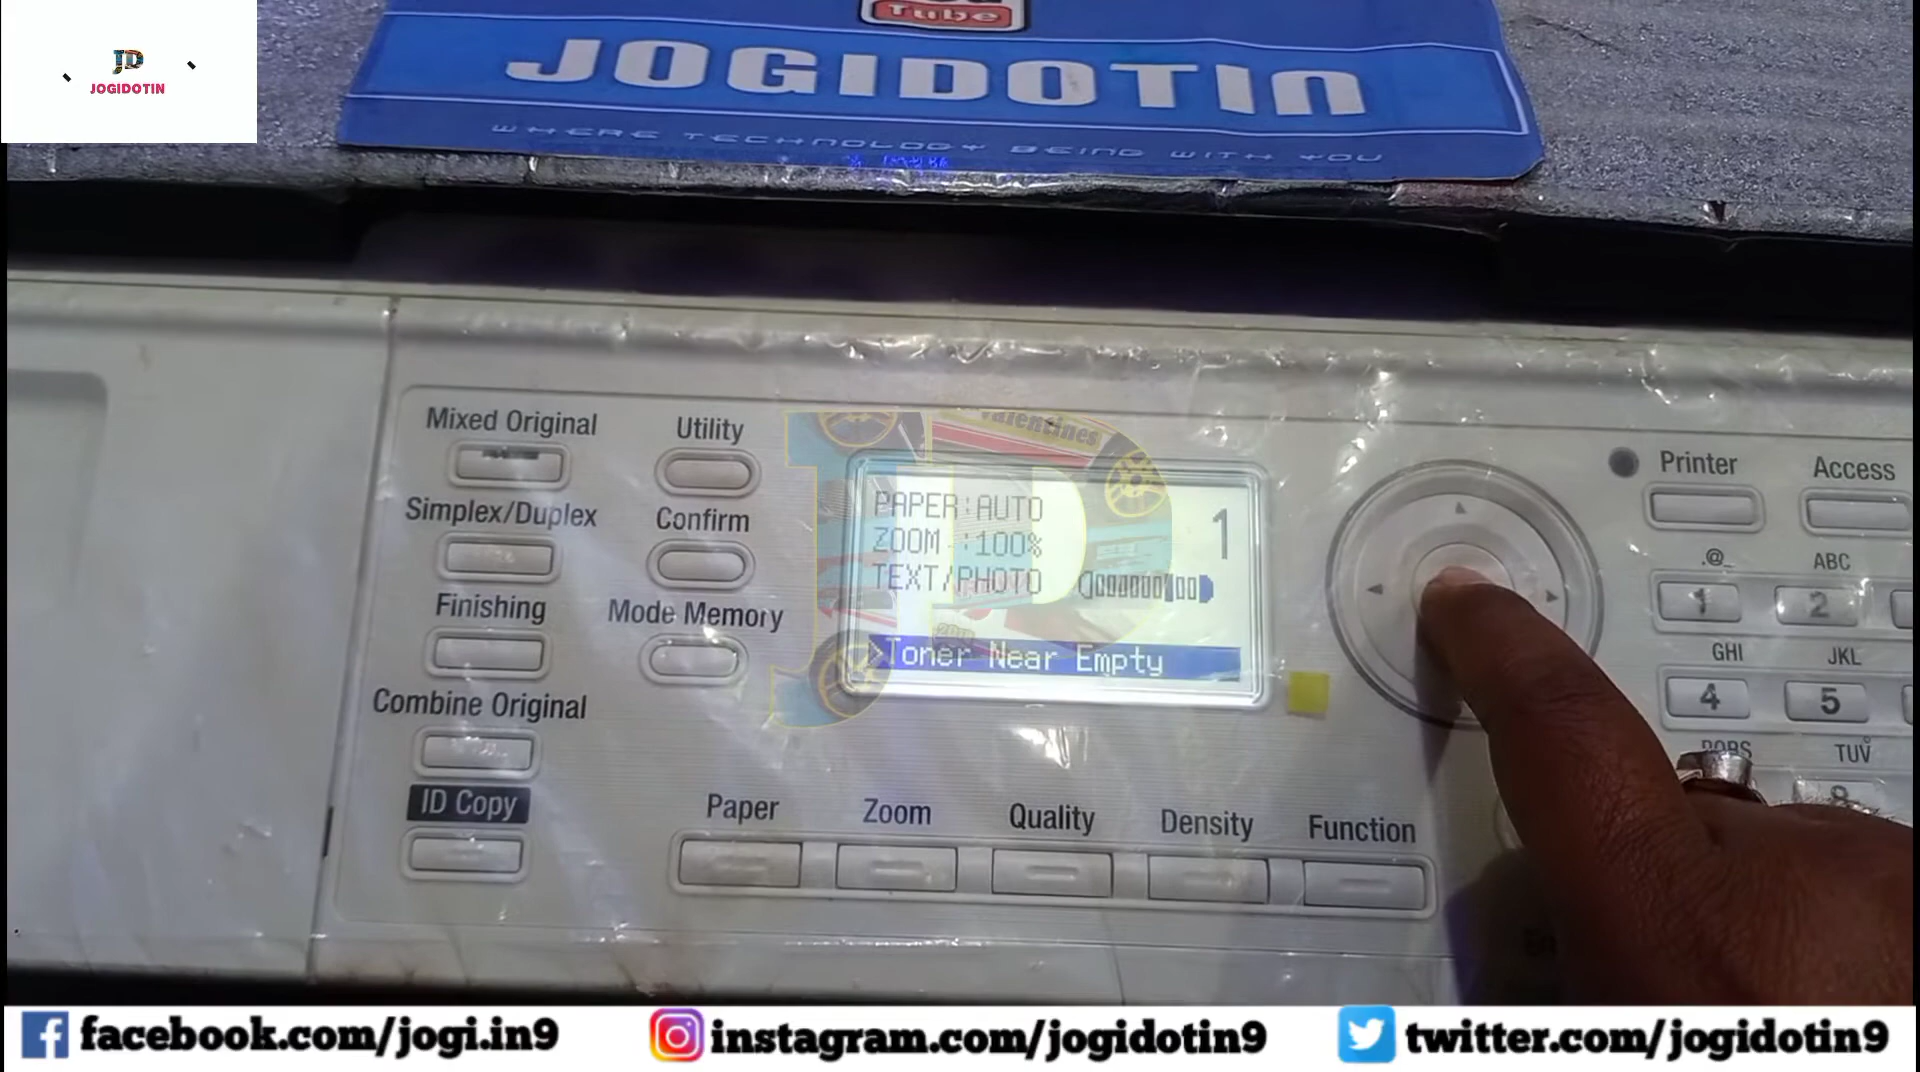 Tube
JD
JOGIDOTIN
JOGIDOTIN
WHERE TECHNOLOGY BEING WITH YOU
Mixed Original
Utility
Simplex/Duplex
Confirm
Finishing
Mode Memory
Combine Original
ID Copy
Valentines
PAPER:AUTO
ZOOM :100%
1
TEXT/PHOTO
Toner Near Empty
Printer
Access
.@_
ABC
1
2
GHI
JKL
4
5
PQRS
TUV
8
Paper
Zoom
Quality
Density
Function
facebook.com/jogi.in9
instagram.com/jogidotin9
twitter.com/jogidotin9